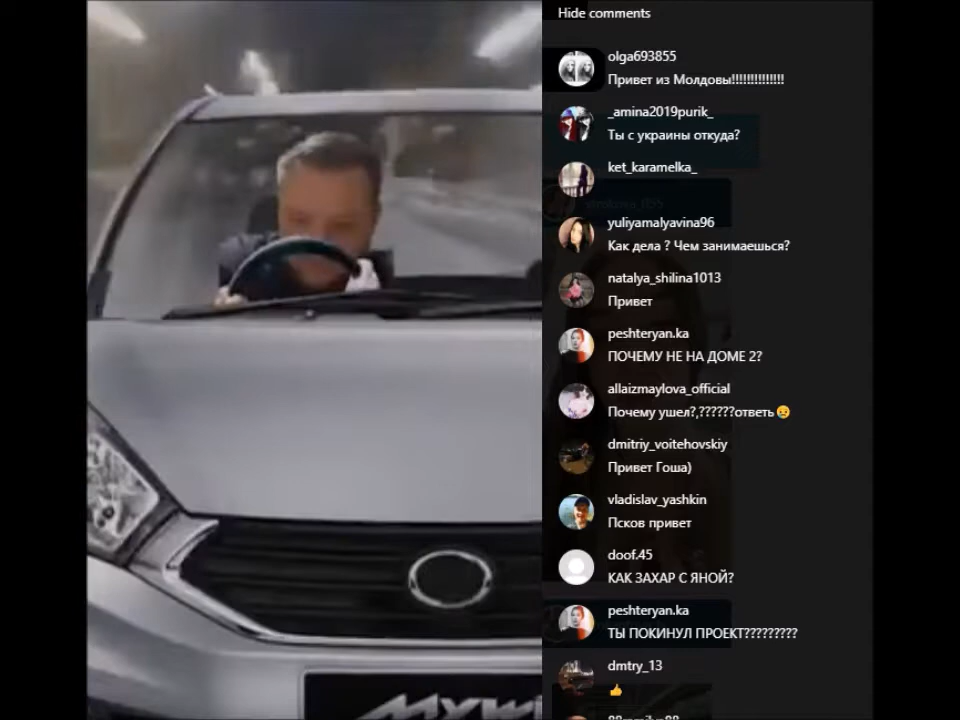 Hide comments
olga693855
Привет из Молдовы!!!!!!!!!!!!!!
_amina2019purik_
Ты с украины откуда?
ket_karamelka_
yuliyamalyavina96
Как дела ? Чем занимаешься?
natalya_shilina1013
Привет
peshteryan.ka
ПОЧЕМУ НЕ НА ДОМЕ 2?
allaizmaylova_official
Почему ушел?,??????ответь😢
dmitriy_voitehovskiy
Привет Гоша)
vladislav_yashkin
Псков привет
doof.45
КАК ЗАХАР С ЯНОЙ?
peshteryan.ka
ТЫ ПОКИНУЛ ПРОЕКТ?????????
dmtry_13
👍